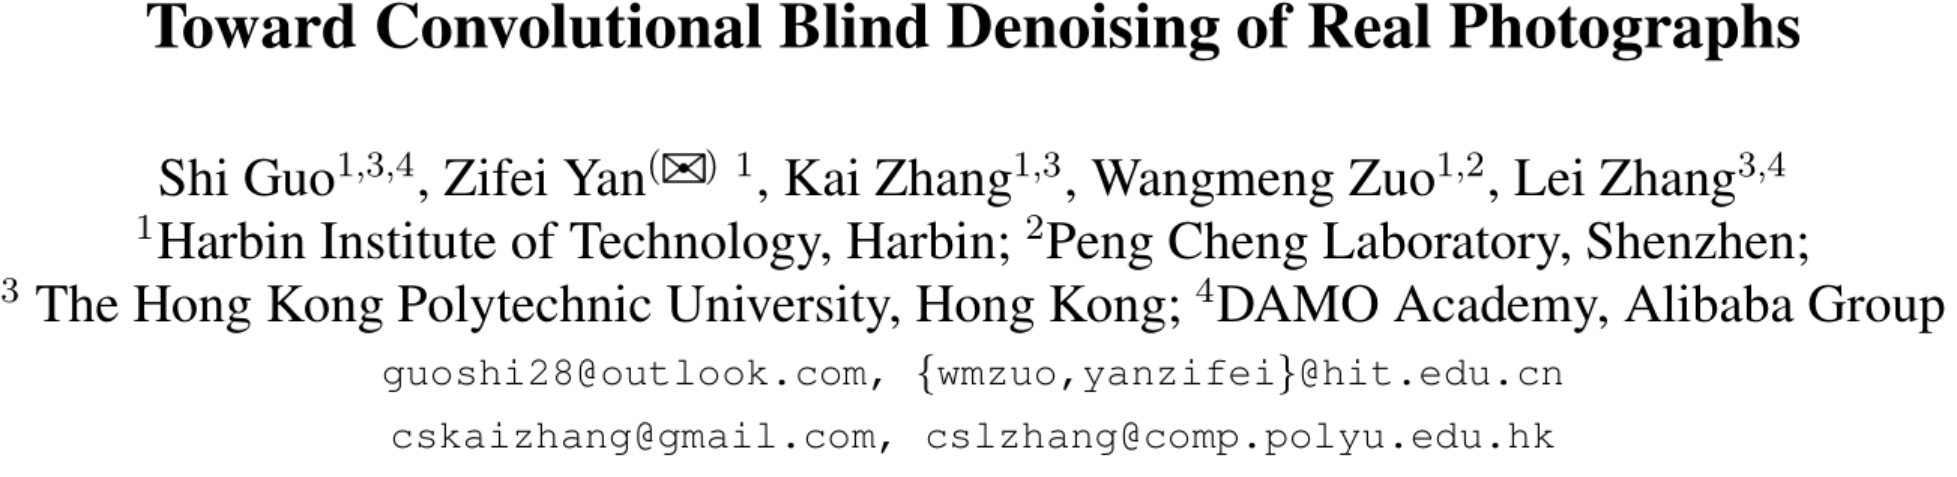 Toward Convolutional Blind Denoising of Real Photographs
Shi Guo1,3,4, Zifei Yan(✉) 1, Kai Zhang1,3, Wangmeng Zuo1,2, Lei Zhang3,4
1Harbin Institute of Technology, Harbin; 2Peng Cheng Laboratory, Shenzhen;
3 The Hong Kong Polytechnic University, Hong Kong; 4DAMO Academy, Alibaba Group
guoshi28@outlook.com, {wmzuo,yanzifei}@hit.edu.cn
cskaizhang@gmail.com, cslzhang@comp.polyu.edu.hk